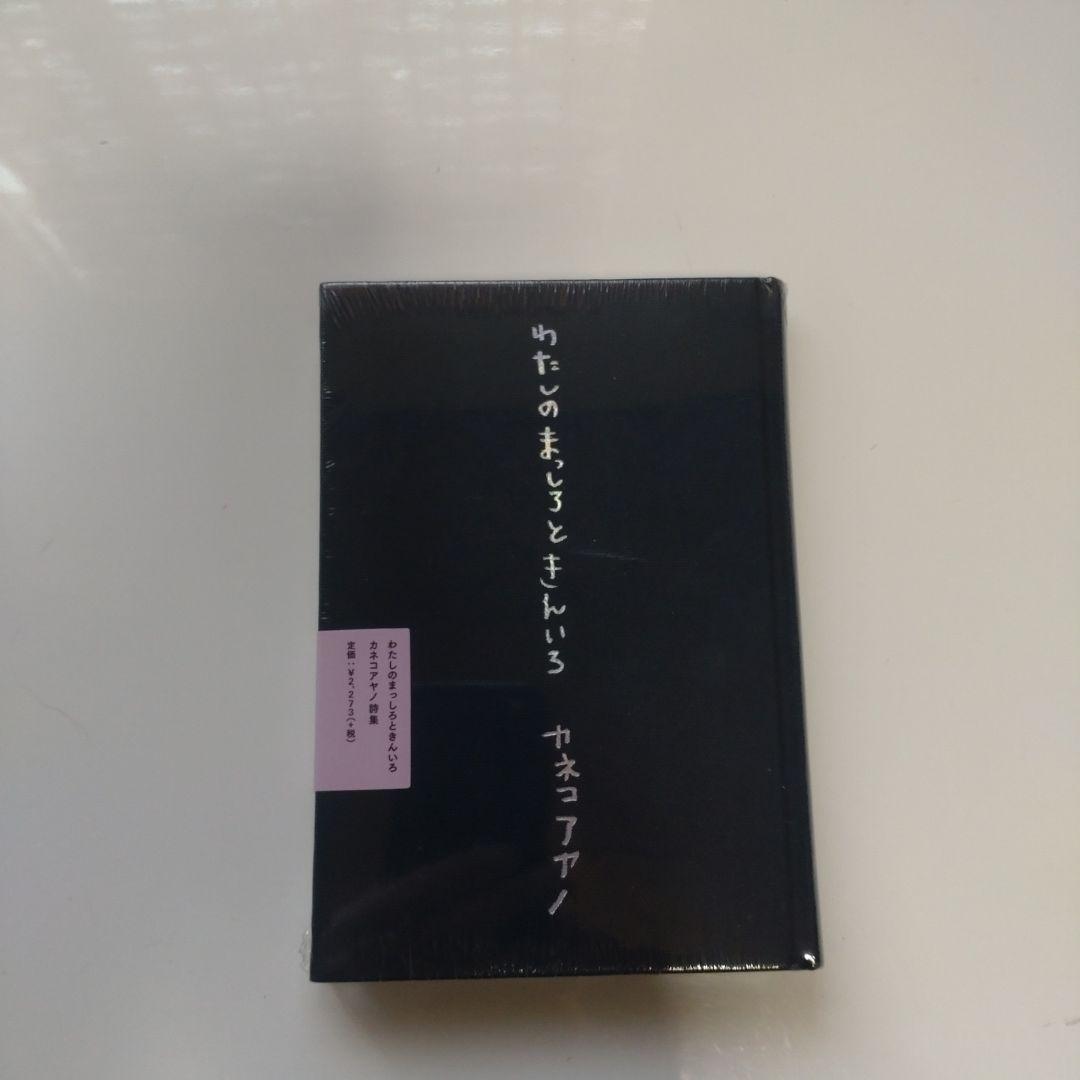 わたしのまっしろときんいろ カネコアヤノ
わたしのまっしろときんいろ
カネコアヤノ詩集
定価：¥2,273(+税)